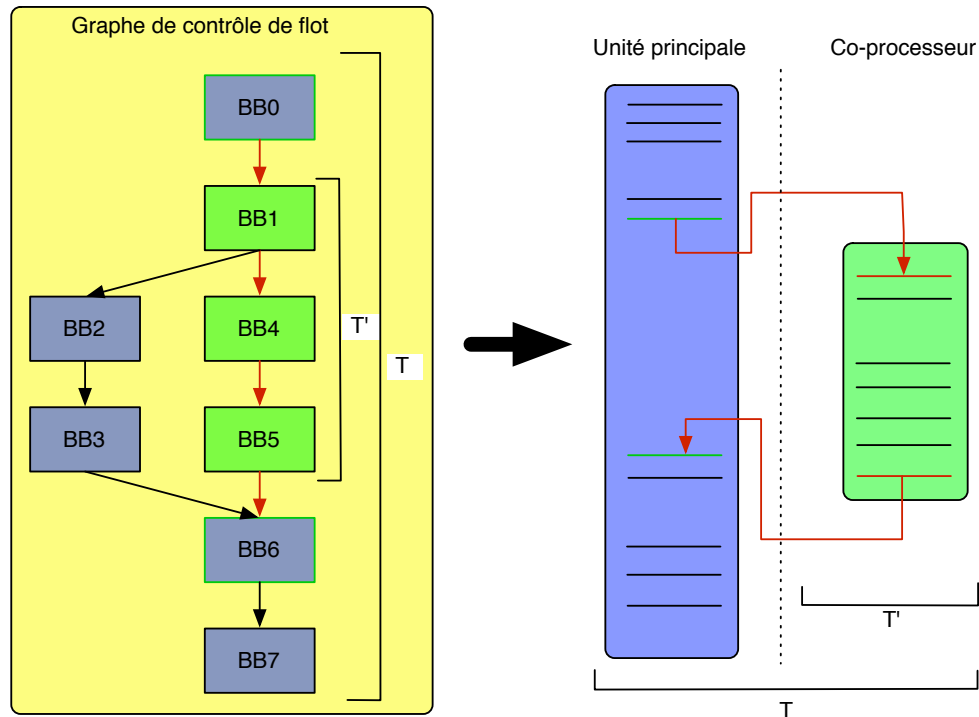 Graphe de contrôle de flot
BB0
BB1
BB2
BB4
T'
T
BB3
BB5
BB6
BB7
Unité principale
Co-processeur
T'
T